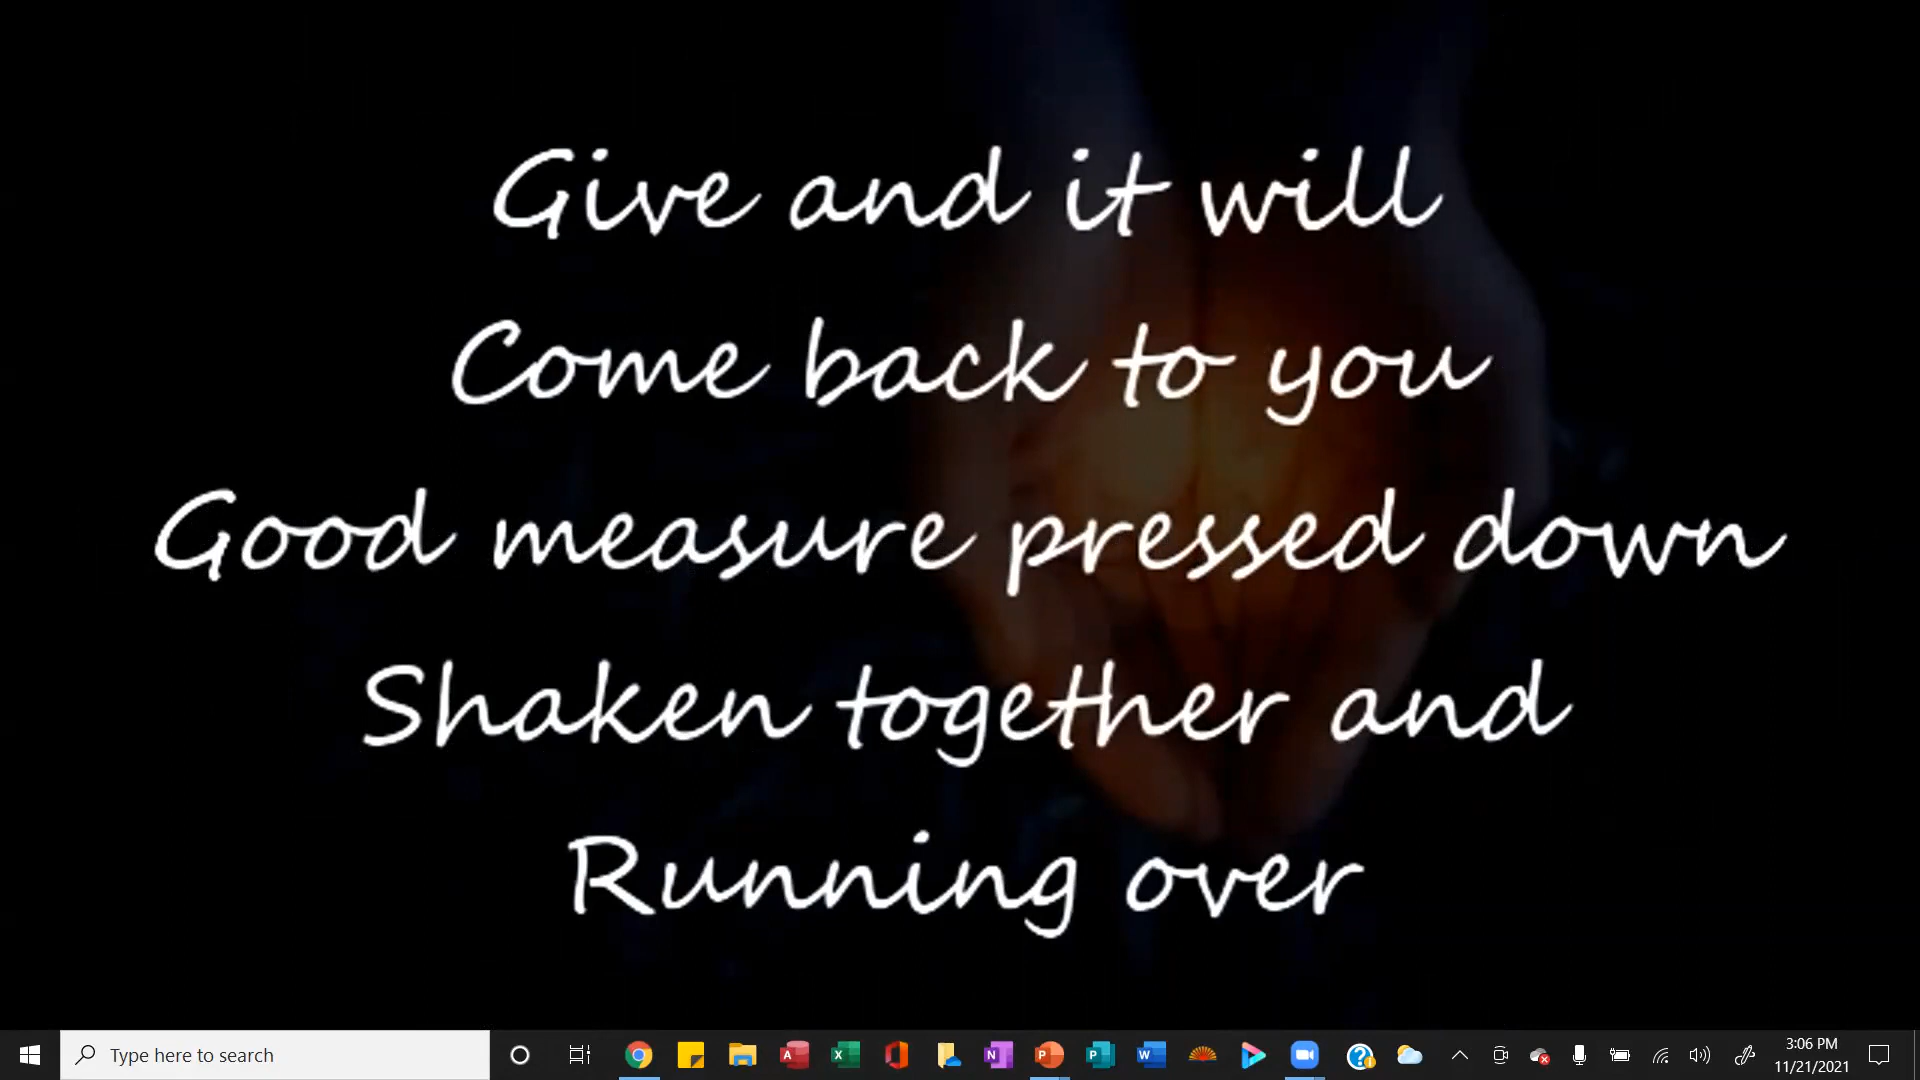 Give and it will
Come back to you
Good measure pressed down
Shaken together and
Running over
Type here to search
3:06 PM
11/21/2021